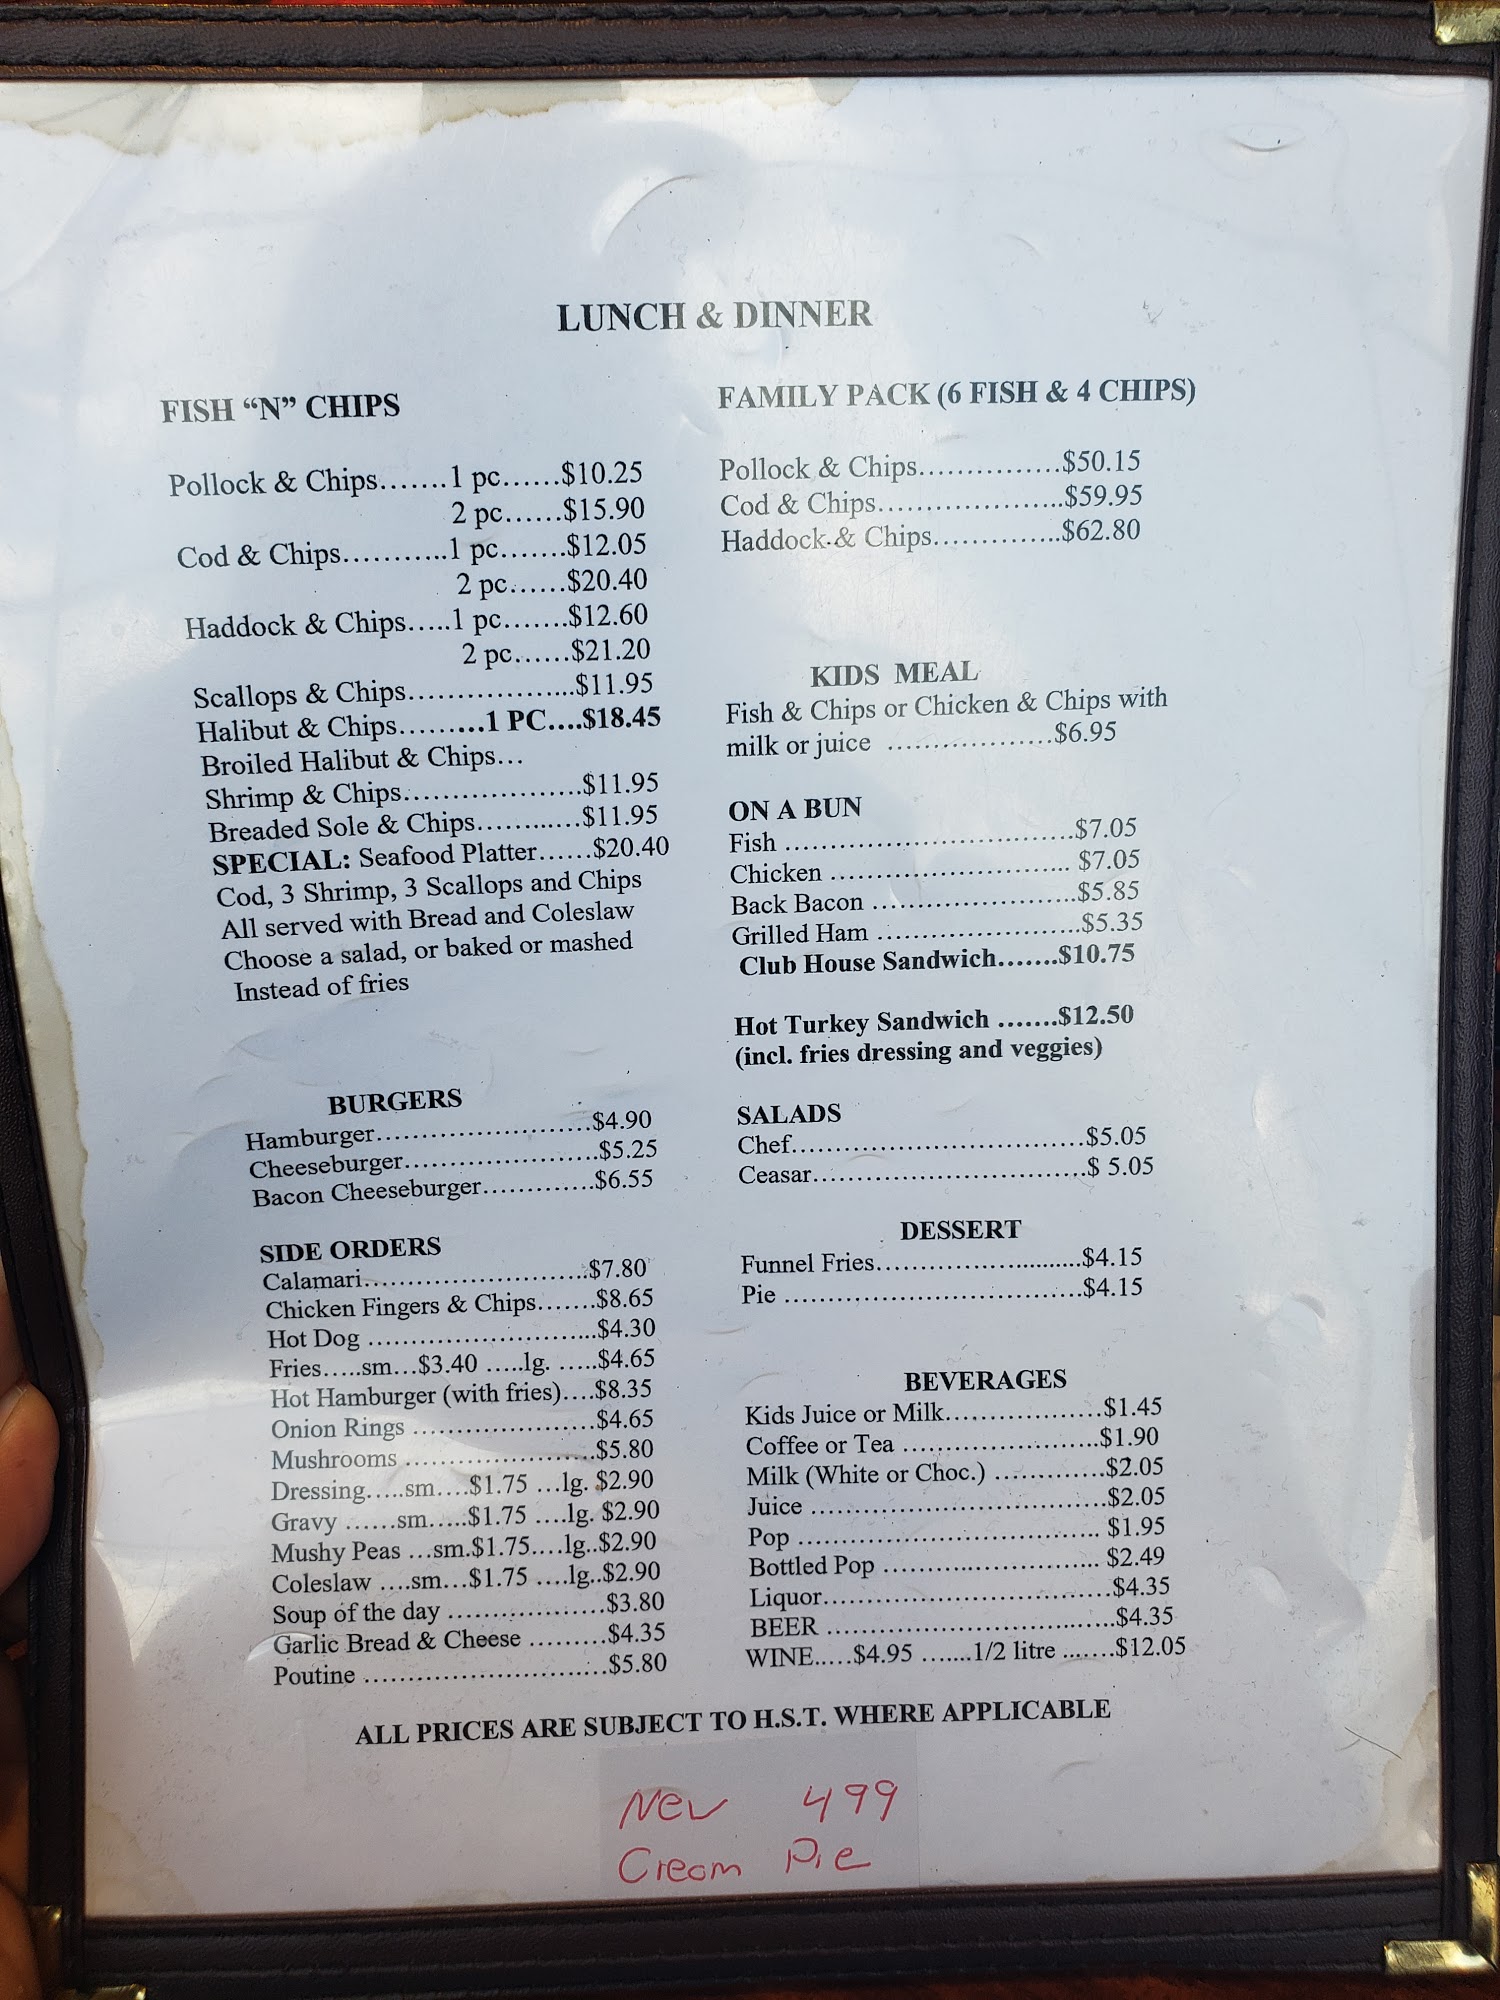 LUNCH & DINNER
FISH “N” CHIPS
Pollock & Chips.......1 pc......$10.25
2 pc......$15.90
Cod & Chips...........1 pc.......$12.05
2 pc.......$20.40
Haddock & Chips.....1 pc.......$12.60
2 pc......$21.20
Scallops & Chips...................$11.95
Halibut & Chips.........1 PC....$18.45
Broiled Halibut & Chips...
Shrimp & Chips....................$11.95
Breaded Sole & Chips............$11.95
SPECIAL: Seafood Platter......$20.40
Cod, 3 Shrimp, 3 Scallops and Chips
All served with Bread and Coleslaw
Choose a salad, or baked or mashed
Instead of fries
BURGERS
Hamburger.........................$4.90
Cheeseburger......................$5.25
Bacon Cheeseburger.............$6.55
SIDE ORDERS
Calamari...........................$7.80
Chicken Fingers & Chips.......$8.65
Hot Dog ...........................$4.30
Fries.....sm...$3.40 .....lg. ......$4.65
Hot Hamburger (with fries)....$8.35
Onion Rings ......................$4.65
Mushrooms .......................$5.80
Dressing.....sm....$1.75 ...lg. $2.90
Gravy ......sm.....$1.75 ....lg. $2.90
Mushy Peas ...sm.$1.75....lg..$2.90
Coleslaw ....sm...$1.75 ....lg..$2.90
Soup of the day ...................$3.80
Garlic Bread & Cheese .........$4.35
Poutine .............................$5.80
FAMILY PACK (6 FISH & 4 CHIPS)
Pollock & Chips................$50.15
Cod & Chips.....................$59.95
Haddock & Chips..............$62.80
KIDS MEAL
Fish & Chips or Chicken & Chips with
milk or juice ..................$6.95
ON A BUN
Fish ................................$7.05
Chicken ........................... $7.05
Back Bacon .......................$5.85
Grilled Ham .......................$5.35
Club House Sandwich.......$10.75
Hot Turkey Sandwich .......$12.50
(incl. fries dressing and veggies)
SALADS
Chef.................................$5.05
Ceasar...............................$ 5.05
DESSERT
Funnel Fries.........................$4.15
Pie ..................................$4.15
BEVERAGES
Kids Juice or Milk..................$1.45
Coffee or Tea ......................$1.90
Milk (White or Choc.) .............$2.05
Juice .................................$2.05
Pop .................................. $1.95
Bottled Pop ......................... $2.49
Liquor................................$4.35
BEER ................................$4.35
WINE.....$4.95 .......1/2 litre .......$12.05
ALL PRICES ARE SUBJECT TO H.S.T. WHERE APPLICABLE
New 499
Cream Pie